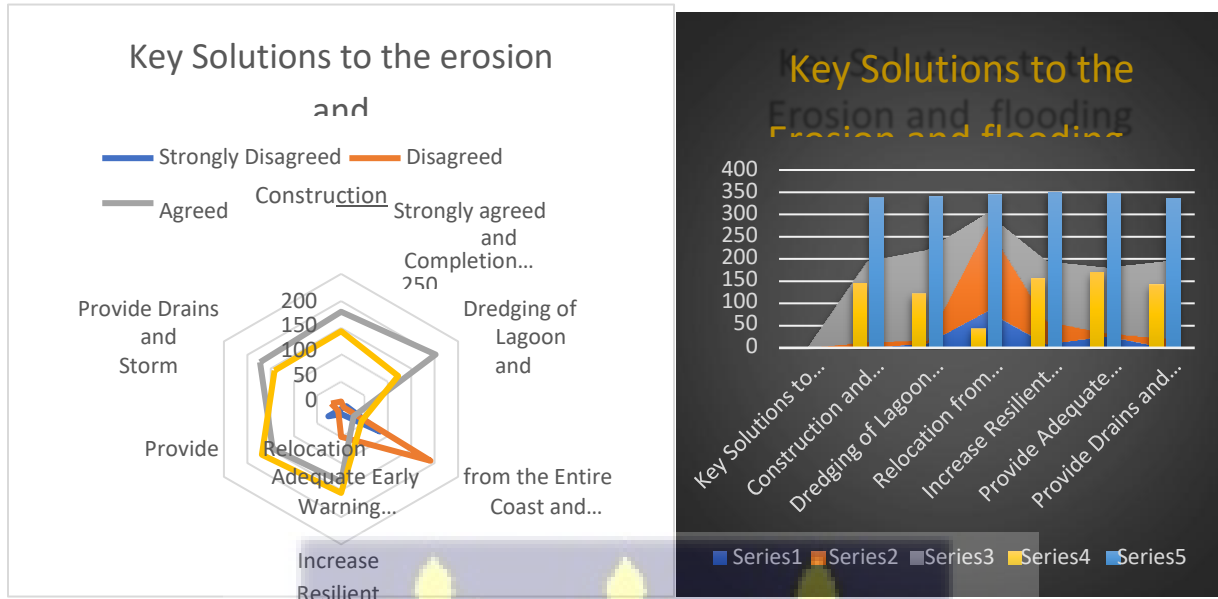 Key Solutions to the erosion
and
Strongly Disagreed
Disagreed
Agreed
Strongly agreed
Construction
and
Completion...
250
200
150
100
50
0
Dredging of
Lagoon
and
Relocation
from the Entire
Coast and...
Increase
Resilient
Provide
Adequate Early
Warning...
Provide Drains
and
Storm
Key Solutions to the
Erosion and flooding
400
350
300
250
200
150
100
50
0
Key Solutions to...
Construction and...
Dredging of Lagoon...
Relocation from...
Increase Resilient...
Provide Adequate...
Provide Drains and...
Series1
Series2
Series3
Series4
Series5